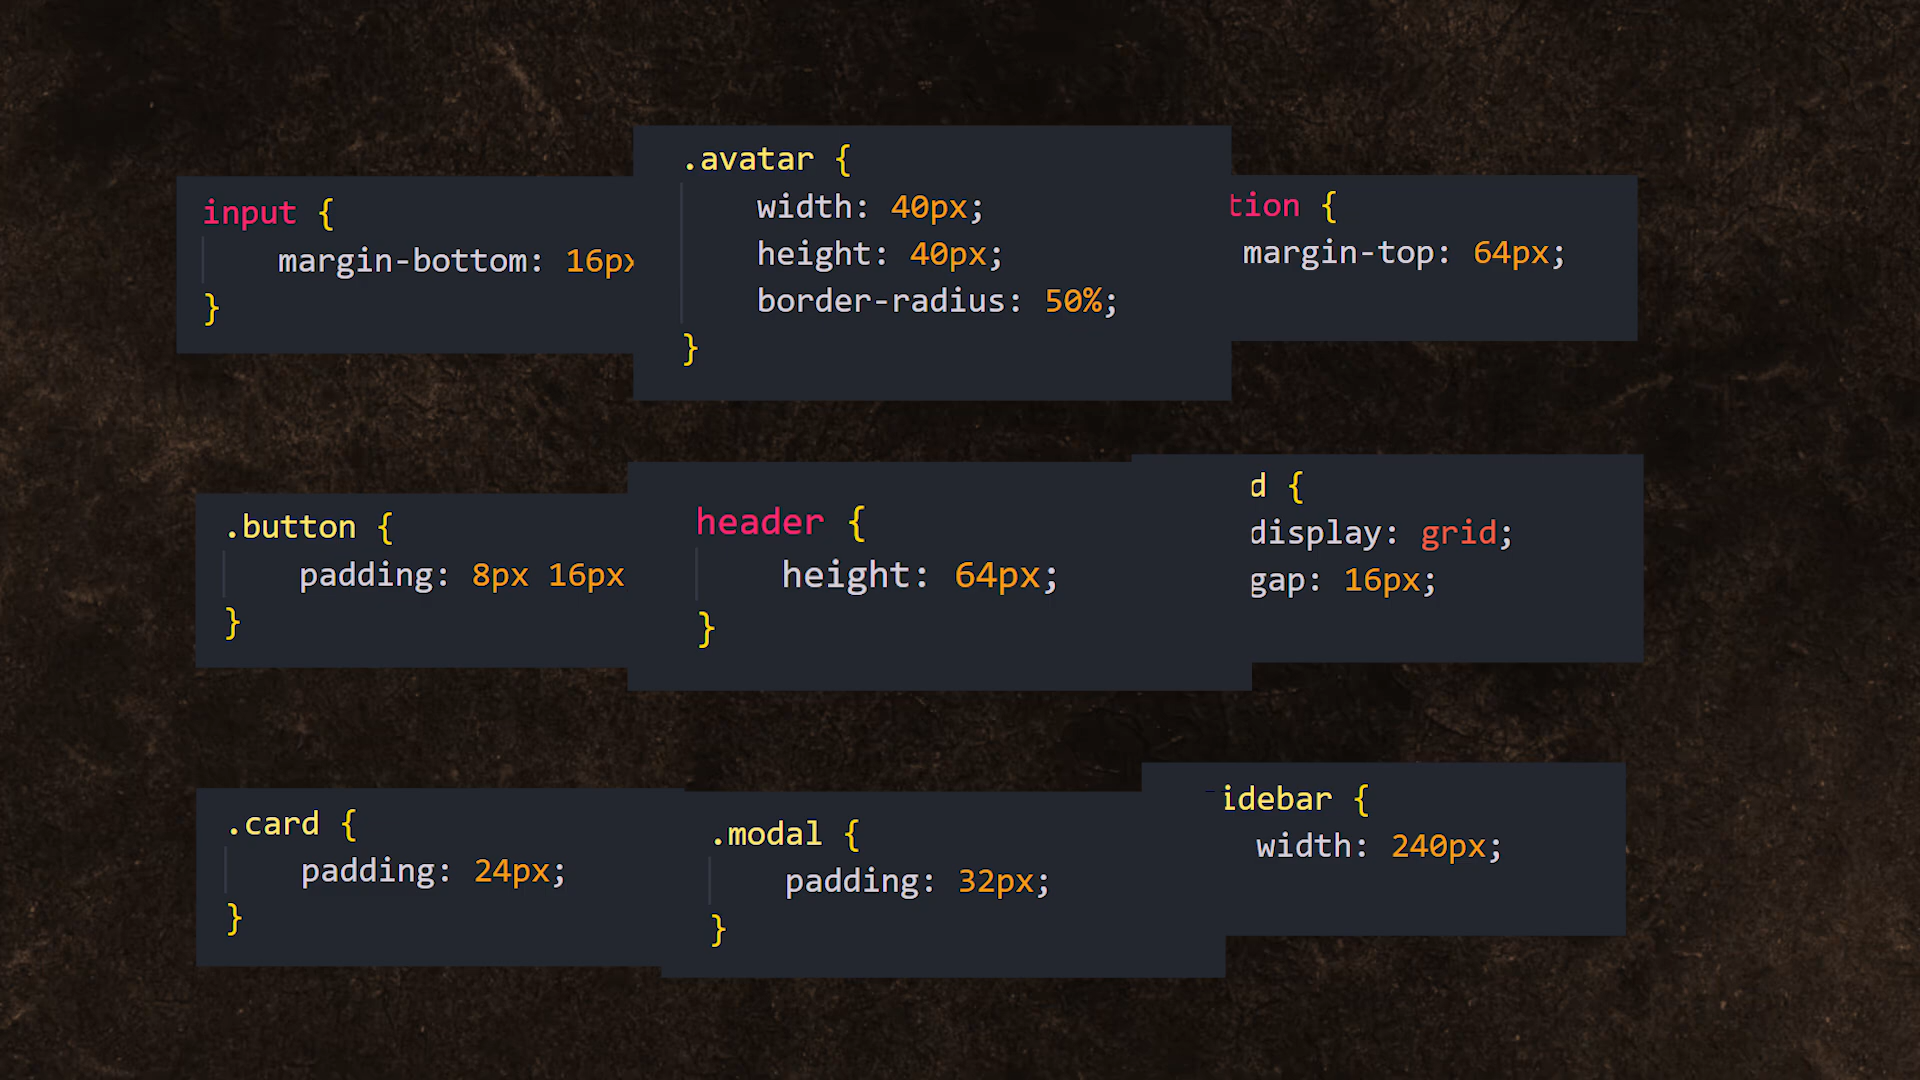 input {
margin-bottom: 16px
}
.avatar {
width: 40px;
height: 40px;
border-radius: 50%;
}
tion {
margin-top: 64px;
.button {
padding: 8px 16px
}
header {
height: 64px;
}
d {
display: grid;
gap: 16px;
.card {
padding: 24px;
}
.modal {
padding: 32px;
}
idebar {
width: 240px;